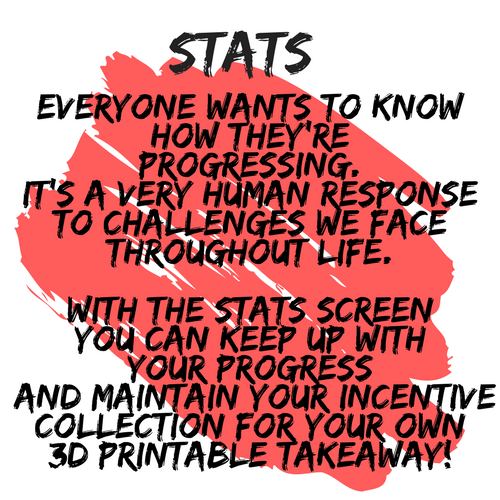 STATS
EVERYONE WANTS TO KNOW
HOW THEY'RE
PROGRESSING.
IT'S A VERY HUMAN RESPONSE
TO CHALLENGES WE FACE
THROUGHOUT LIFE.
WITH THE STATS SCREEN
YOU CAN KEEP UP WITH
YOUR PROGRESS
AND MAINTAIN YOUR INCENTIVE
COLLECTION FOR YOUR OWN
3D PRINTABLE TAKEAWAY!